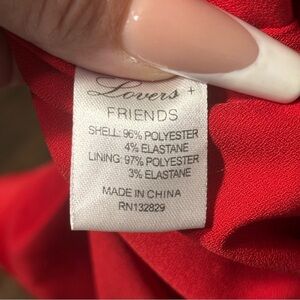 Lovers +
FRIENDS
SHELL: 96% POLYESTER
4% ELASTANE
LINING: 97% POLYESTER
3% ELASTANE
MADE IN CHINA
RN132829